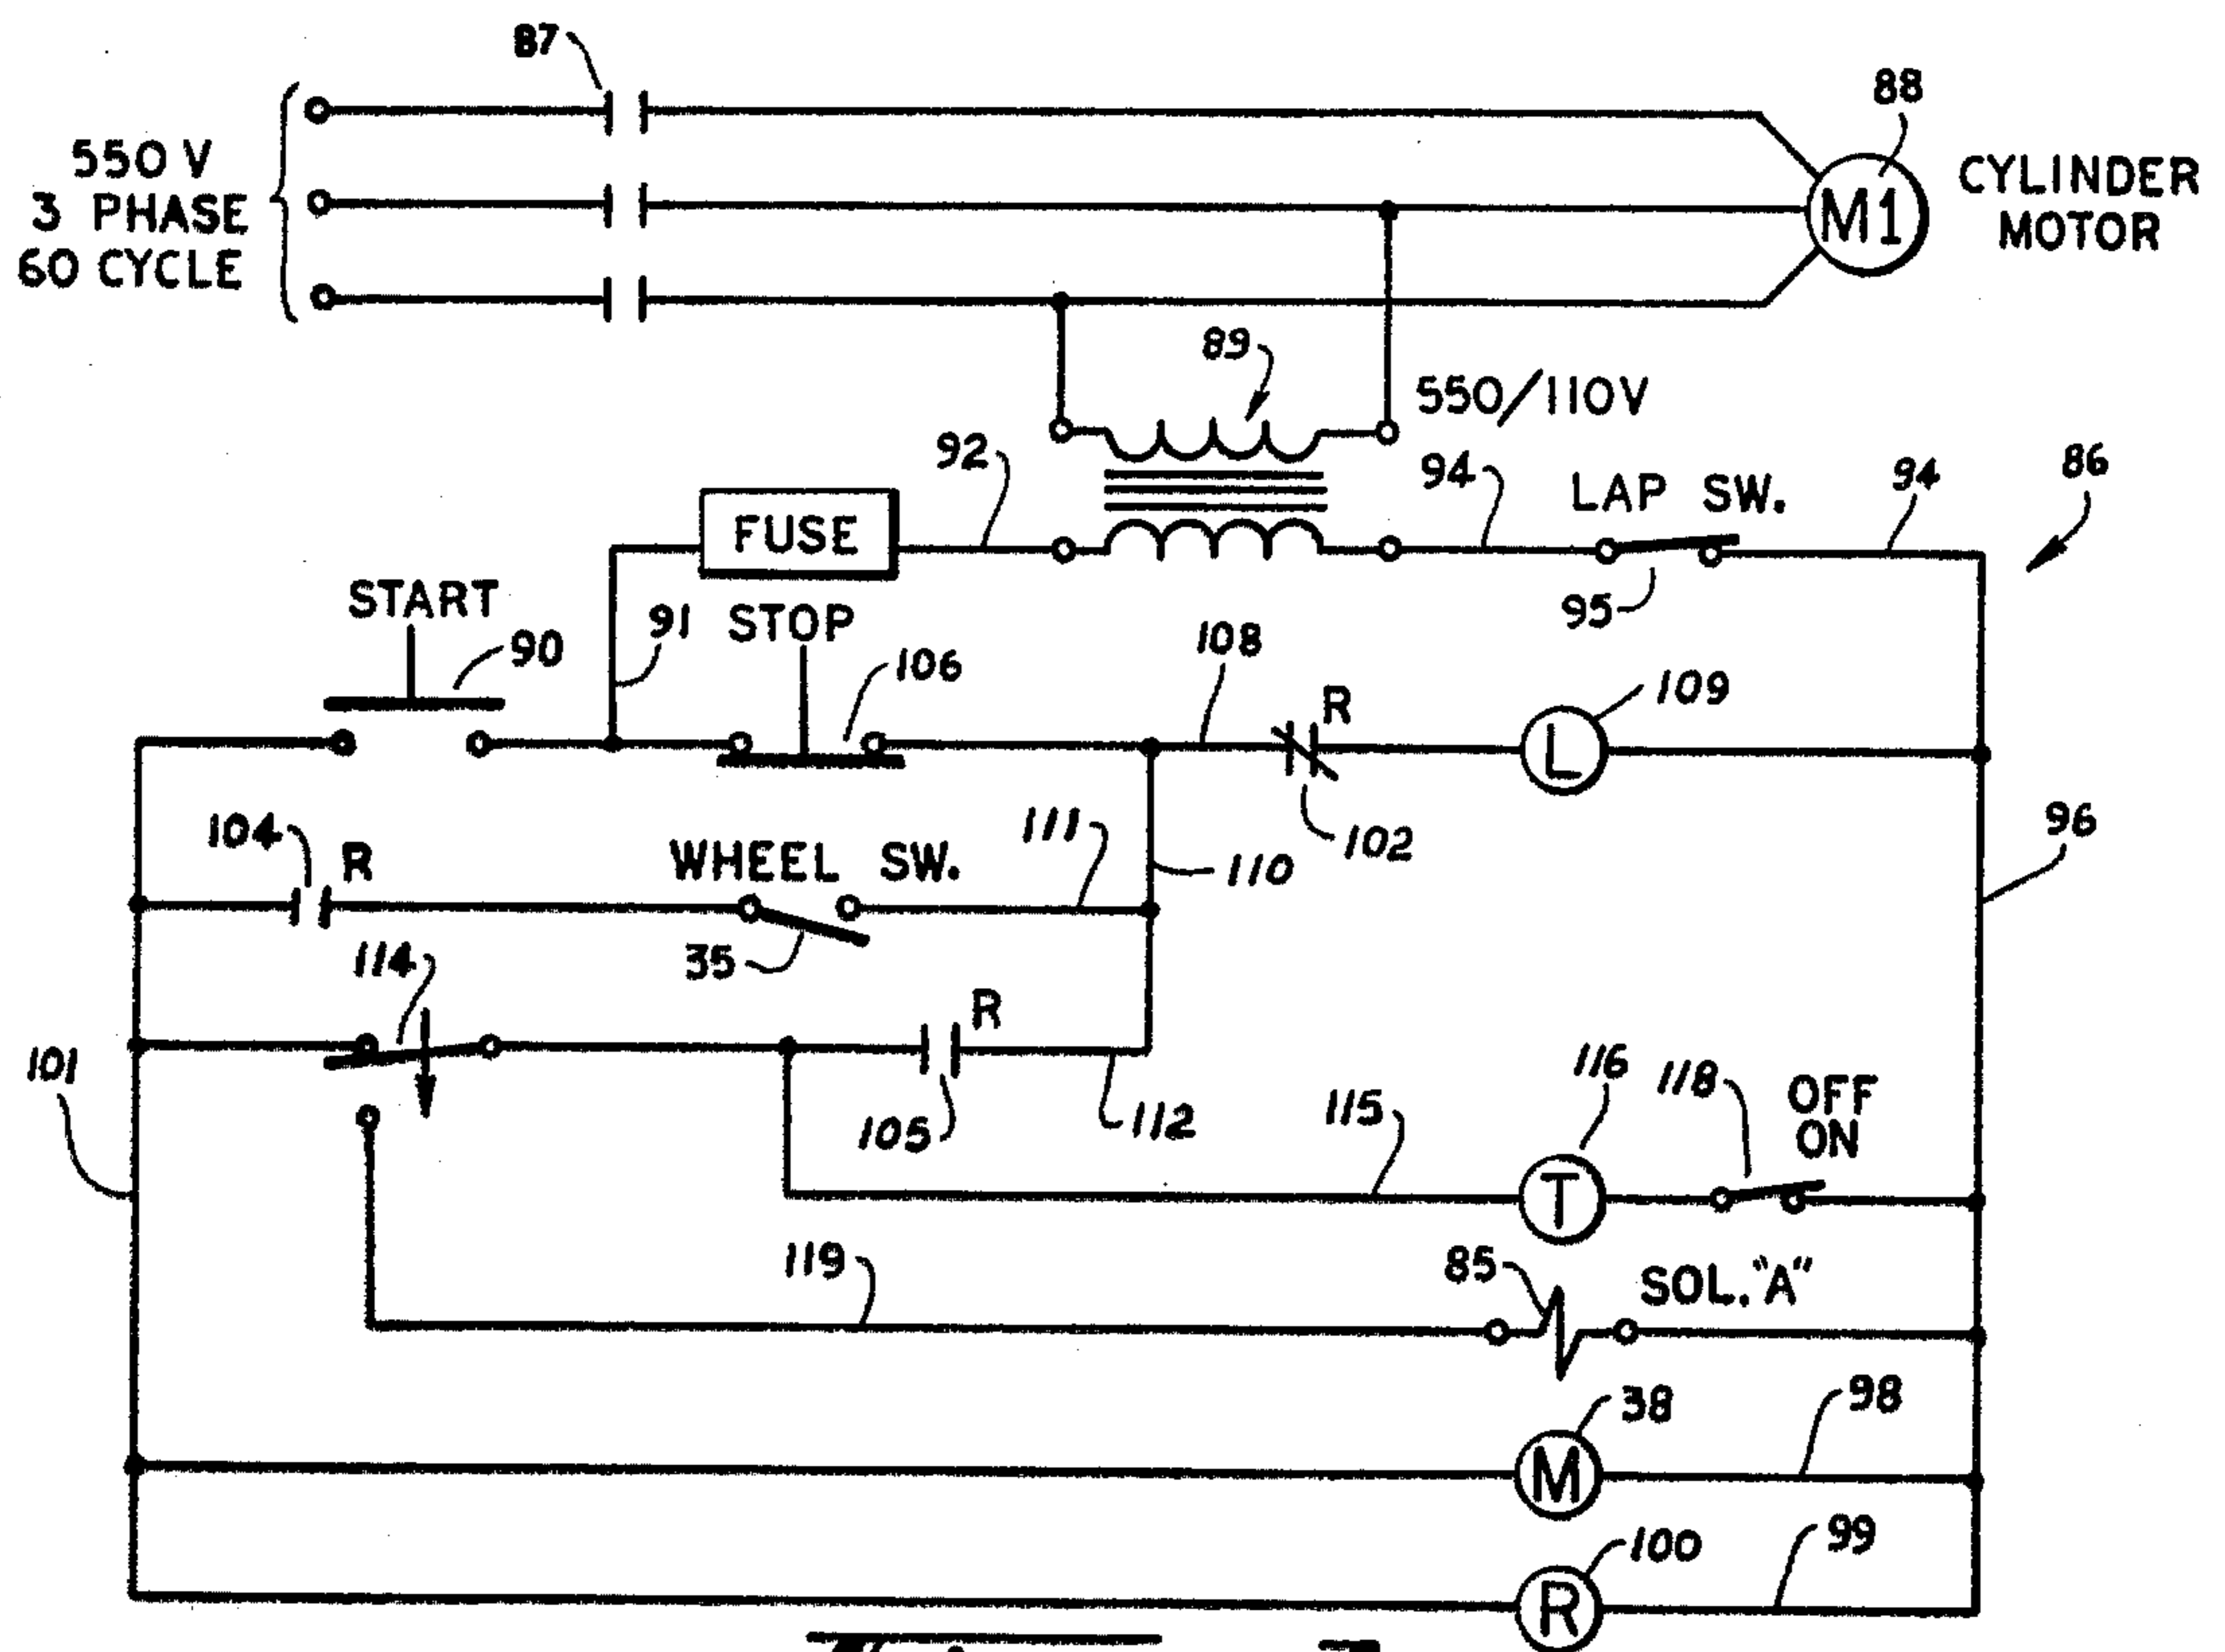 87
88
550 V
3 PHASE
60 CYCLE
M1
CYLINDER
MOTOR
89
550/110V
92
94
LAP SW.
94
86
FUSE
95
START
90
91
STOP
106
108
R
109
L
102
96
104
R
WHEEL SW.
111
110
35
114
R
101
105
112
115
116
118
OFF
ON
T
119
85
SOL. "A"
38
98
M
100
99
R